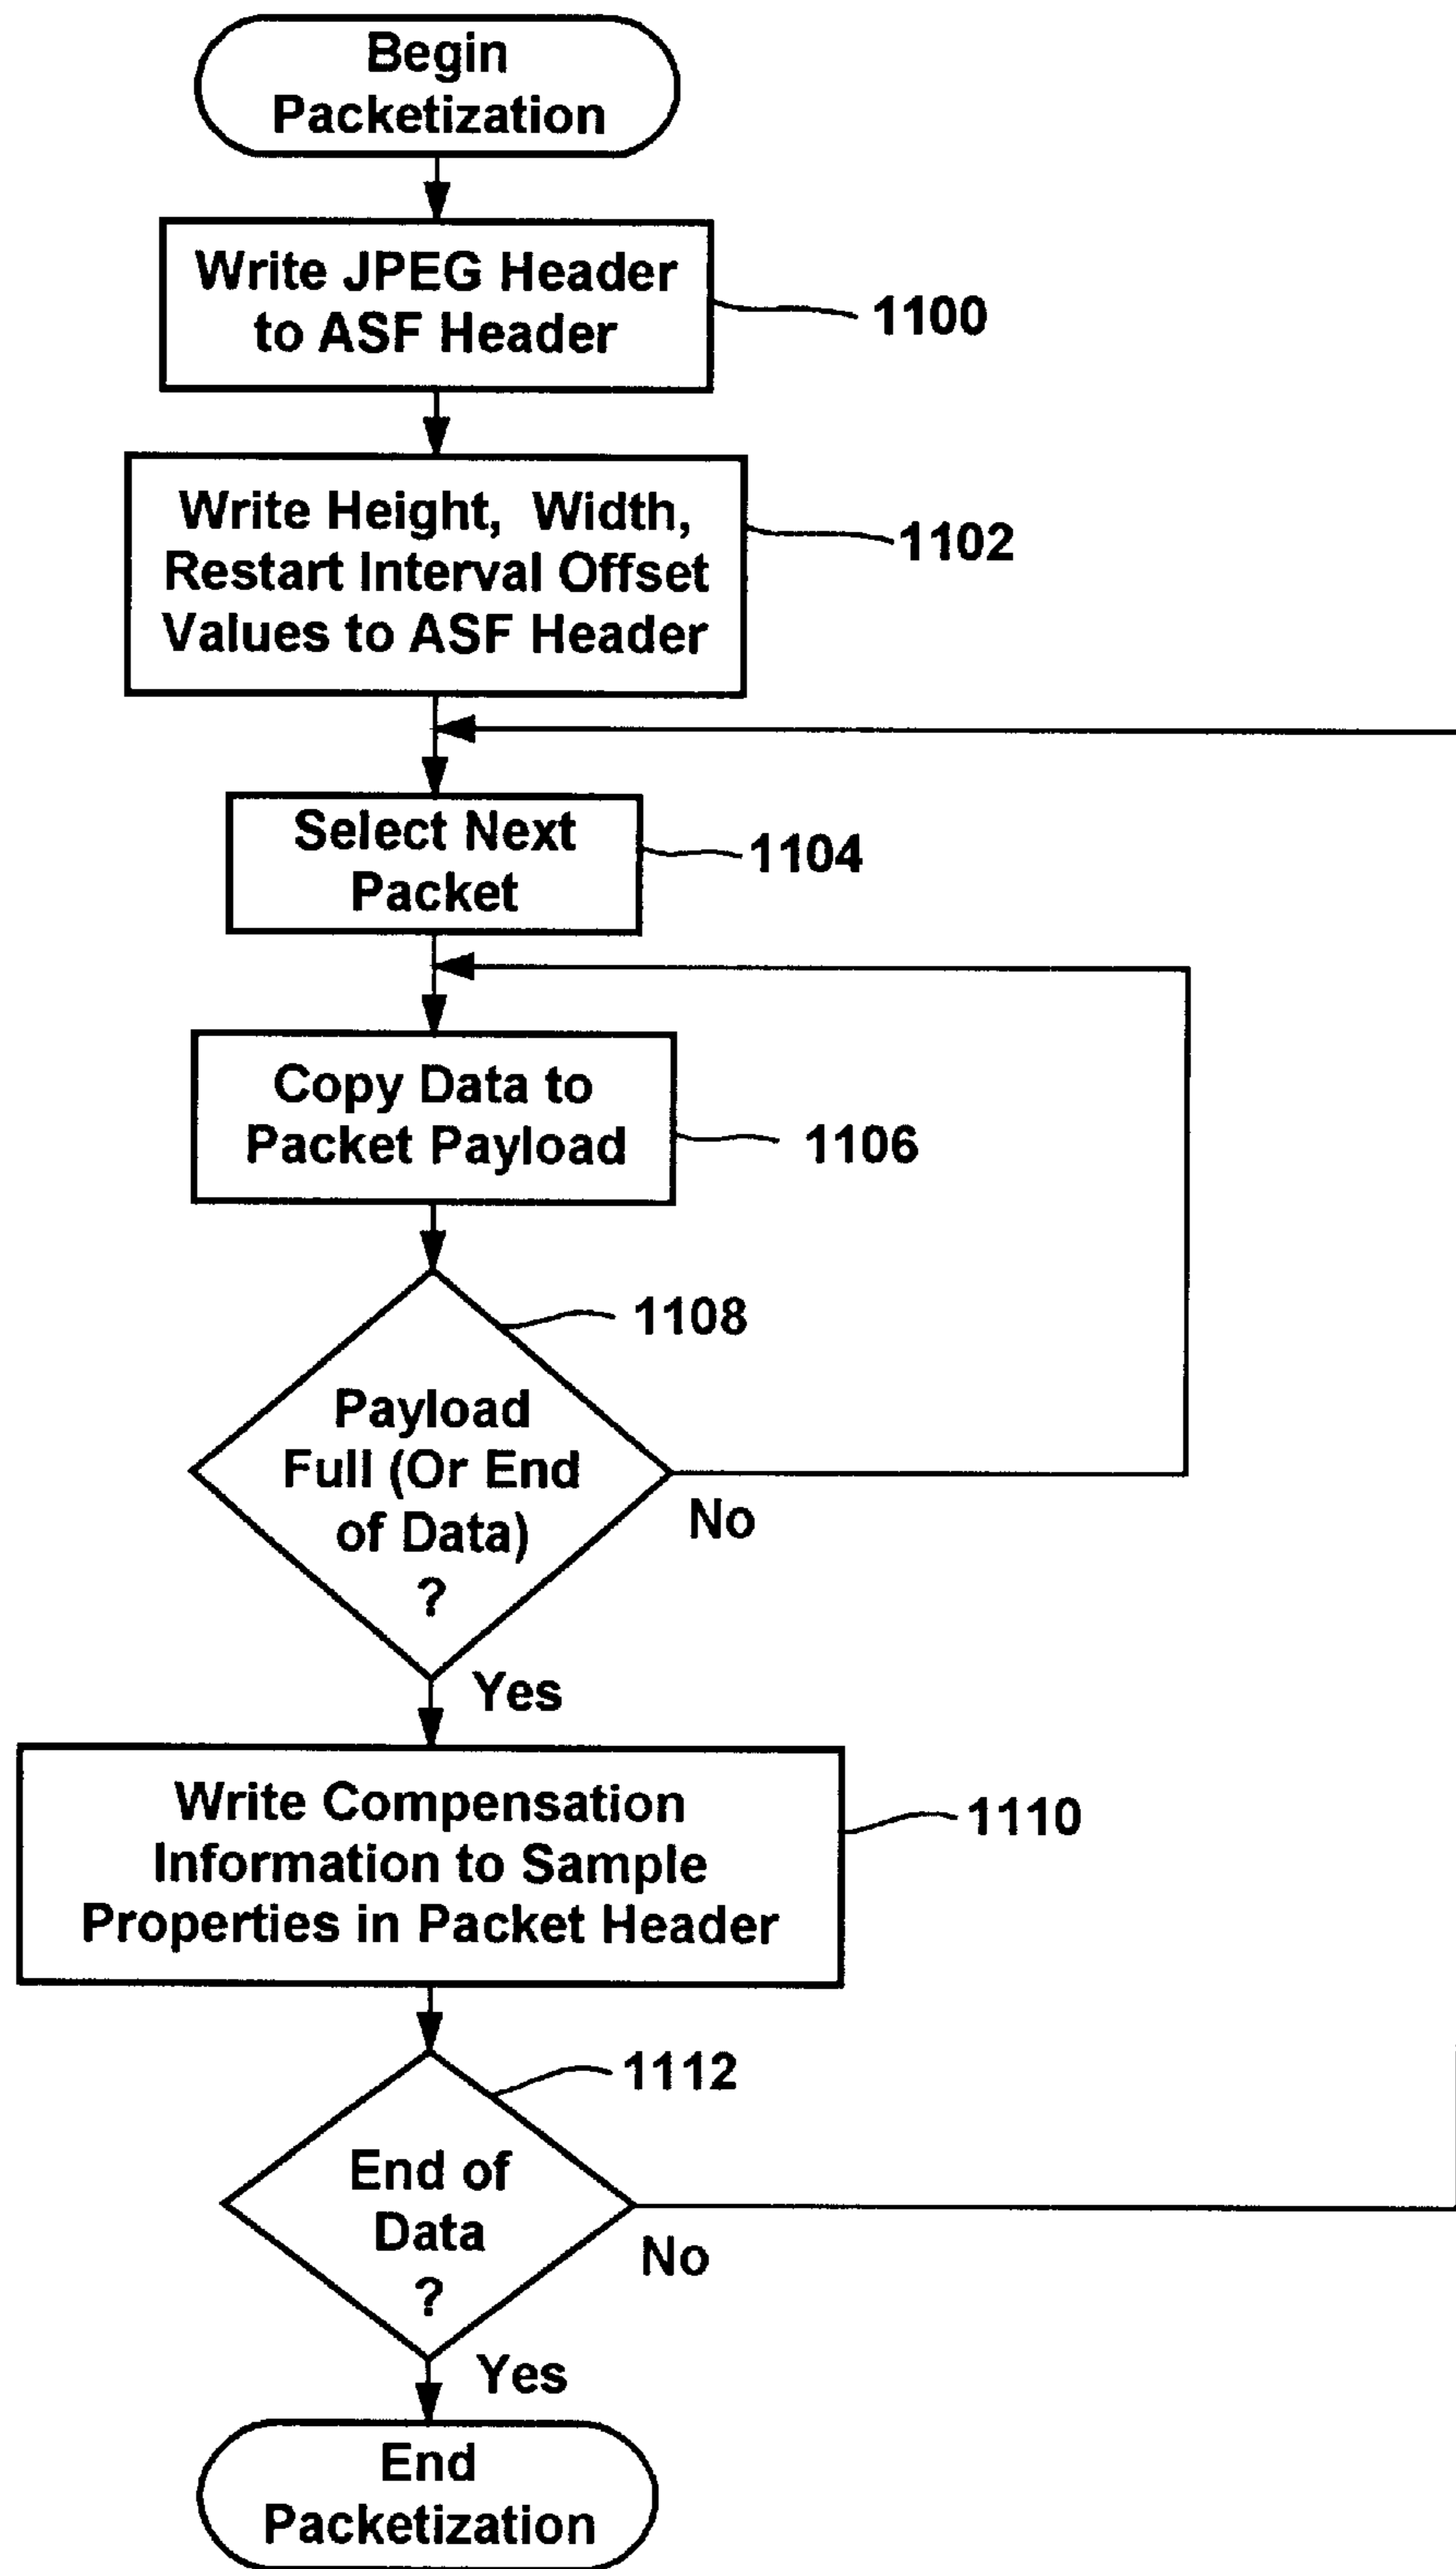 Begin
Packetization
Write JPEG Header
to ASF Header
1100
Write Height, Width,
Restart Interval Offset
Values to ASF Header
1102
Select Next
Packet
1104
Copy Data to
Packet Payload
1106
1108
Payload
Full (Or End
of Data)
?
No
Yes
Write Compensation
Information to Sample
Properties in Packet Header
1110
1112
End of
Data
?
No
Yes
End
Packetization